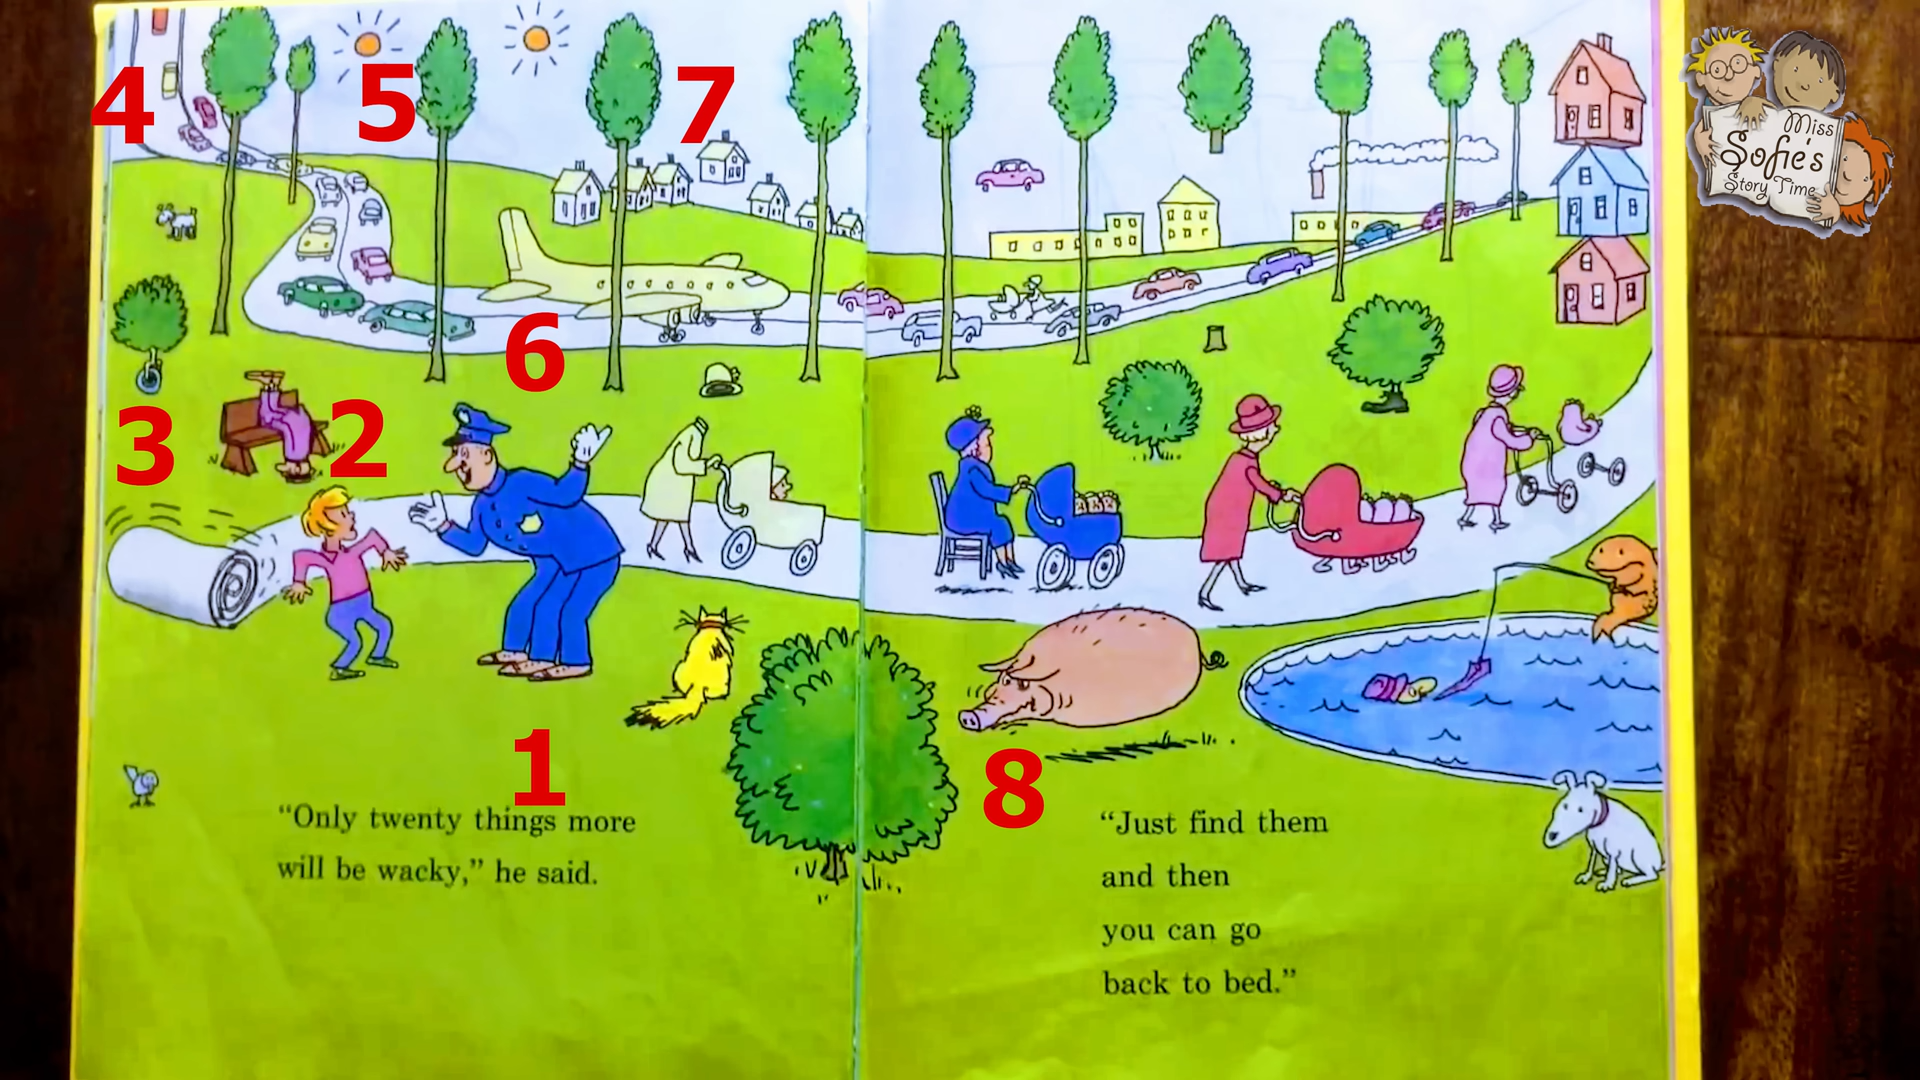 4
5
7
6
3
2
1
8
"Only twenty things more
will be wacky," he said.
"Just find them
and then
you can go
back to bed."
Miss
Sofie's
Story Time